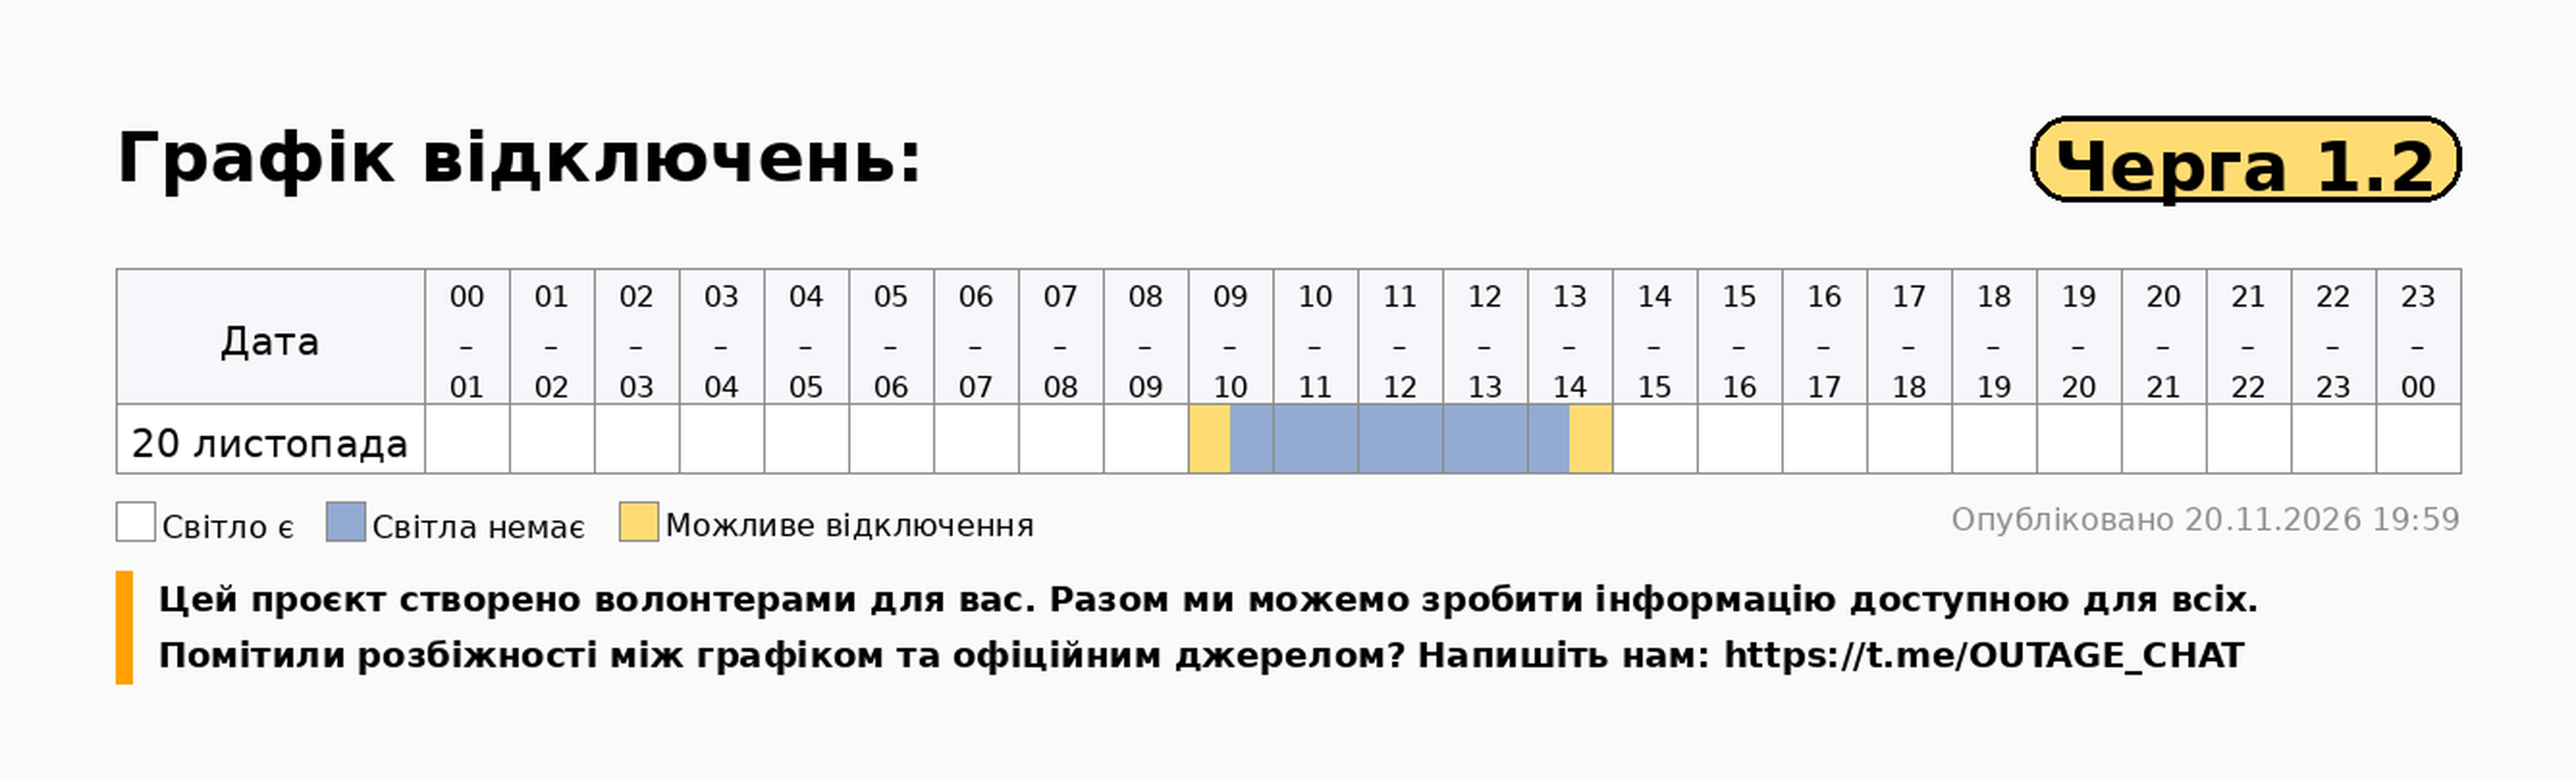 Графік відключень:
Черга 1.2
Дата
00 – 01
01 – 02
02 – 03
03 – 04
04 – 05
05 – 06
06 – 07
07 – 08
08 – 09
09 – 10
10 – 11
11 – 12
12 – 13
13 – 14
14 – 15
15 – 16
16 – 17
17 – 18
18 – 19
19 – 20
20 – 21
21 – 22
22 – 23
23 – 00
20 листопада
Світло є
Світла немає
Можливе відключення
Опубліковано 20.11.2026 19:59
Цей проєкт створено волонтерами для вас. Разом ми можемо зробити інформацію доступною для всіх.
Помітили розбіжності між графіком та офіційним джерелом? Напишіть нам: https://t.me/OUTAGE_CHAT